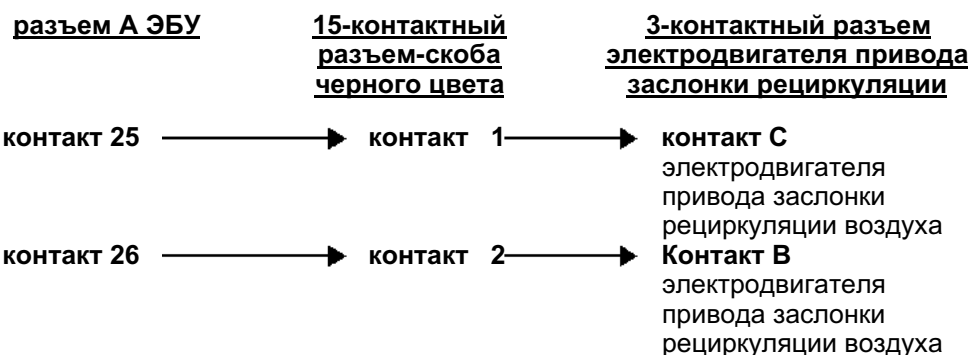 разъем А ЭБУ
15-контактный
разъем-скоба
черного цвета
3-контактный разъем
электродвигателя привода
заслонки рециркуляции
контакт 25 контакт 1 контакт С
электродвигателя
привода заслонки
рециркуляции воздуха
контакт 26 контакт 2 Контакт В
электродвигателя
привода заслонки
рециркуляции воздуха